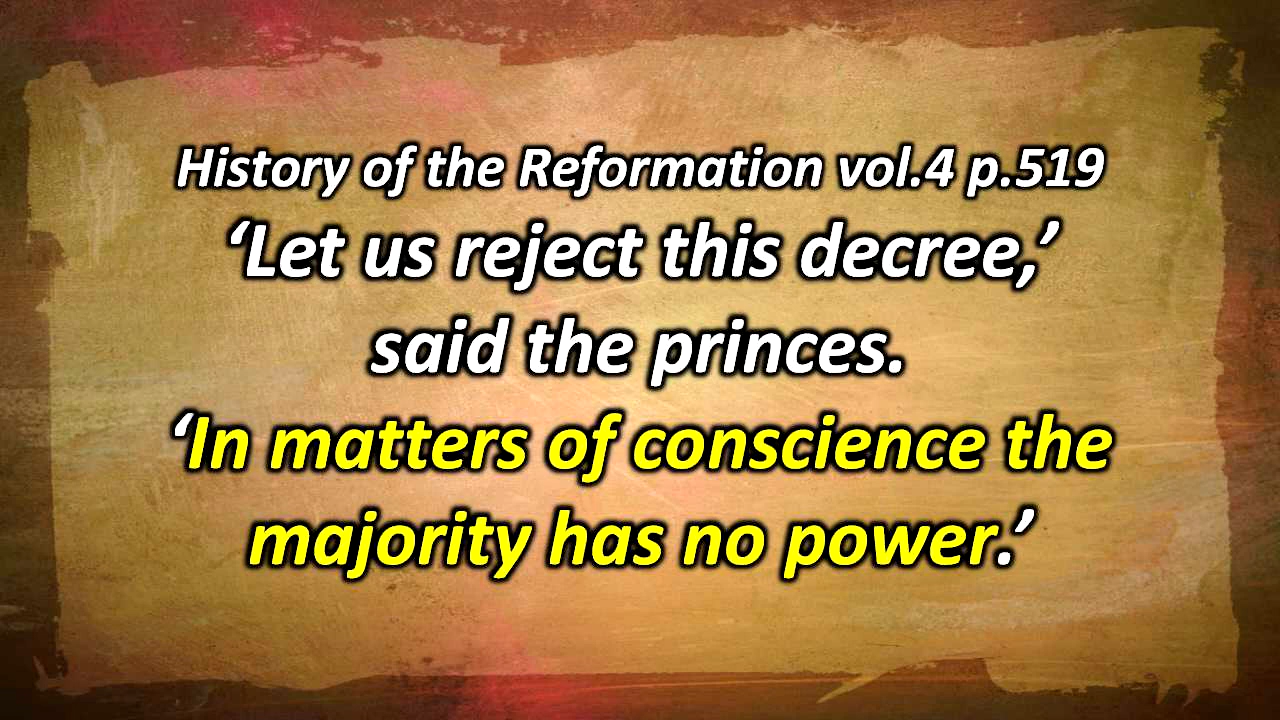 History of the Reformation vol.4 p.519
‘Let us reject this decree,’
said the princes.
‘In matters of conscience the
majority has no power.’